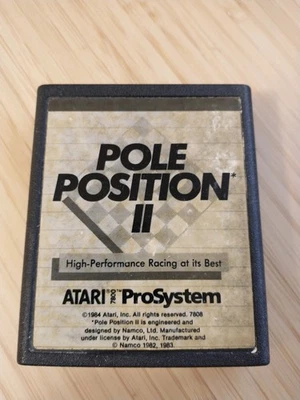 POLE
POSITION*
II
High-Performance Racing at its Best
ATARI 7800™ ProSystem
©1984 Atari, Inc. All rights reserved. 7808
*Pole Position II is engineered and
designed by Namco, Ltd. Manufactured
under license by Atari, Inc. Trademark and
© Namco 1982, 1983.